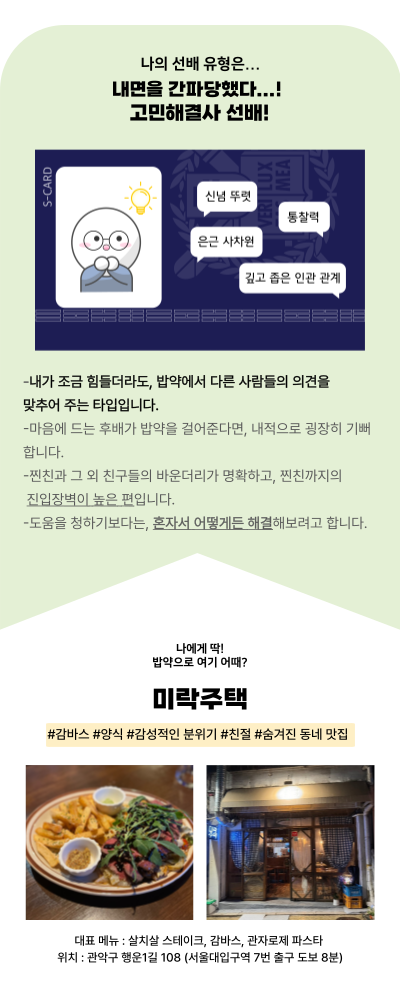 나의 선배 유형은...
내면을 간파당했다...!
고민해결사 선배!
S-CARD
LUX
MEA
신념 뚜렷
통찰력
은근 사차원
깊고 좁은 인관 관계
-내가 조금 힘들더라도, 밥약에서 다른 사람들의 의견을
맞추어 주는 타입입니다.
-마음에 드는 후배가 밥약을 걸어준다면, 내적으로 굉장히 기뻐
합니다.
-찐친과 그 외 친구들의 바운더리가 명확하고, 찐친까지의
진입장벽이 높은 편입니다.
-도움을 청하기보다는, 혼자서 어떻게든 해결해보려고 합니다.
나에게 딱!
밥약으로 여기 어때?
미락주택
#감바스 #양식 #감성적인 분위기 #친절 #숨겨진 동네 맛집
대표 메뉴 : 살치살 스테이크, 감바스, 관자로제 파스타
위치 : 관악구 행운1길 108 (서울대입구역 7번 출구 도보 8분)